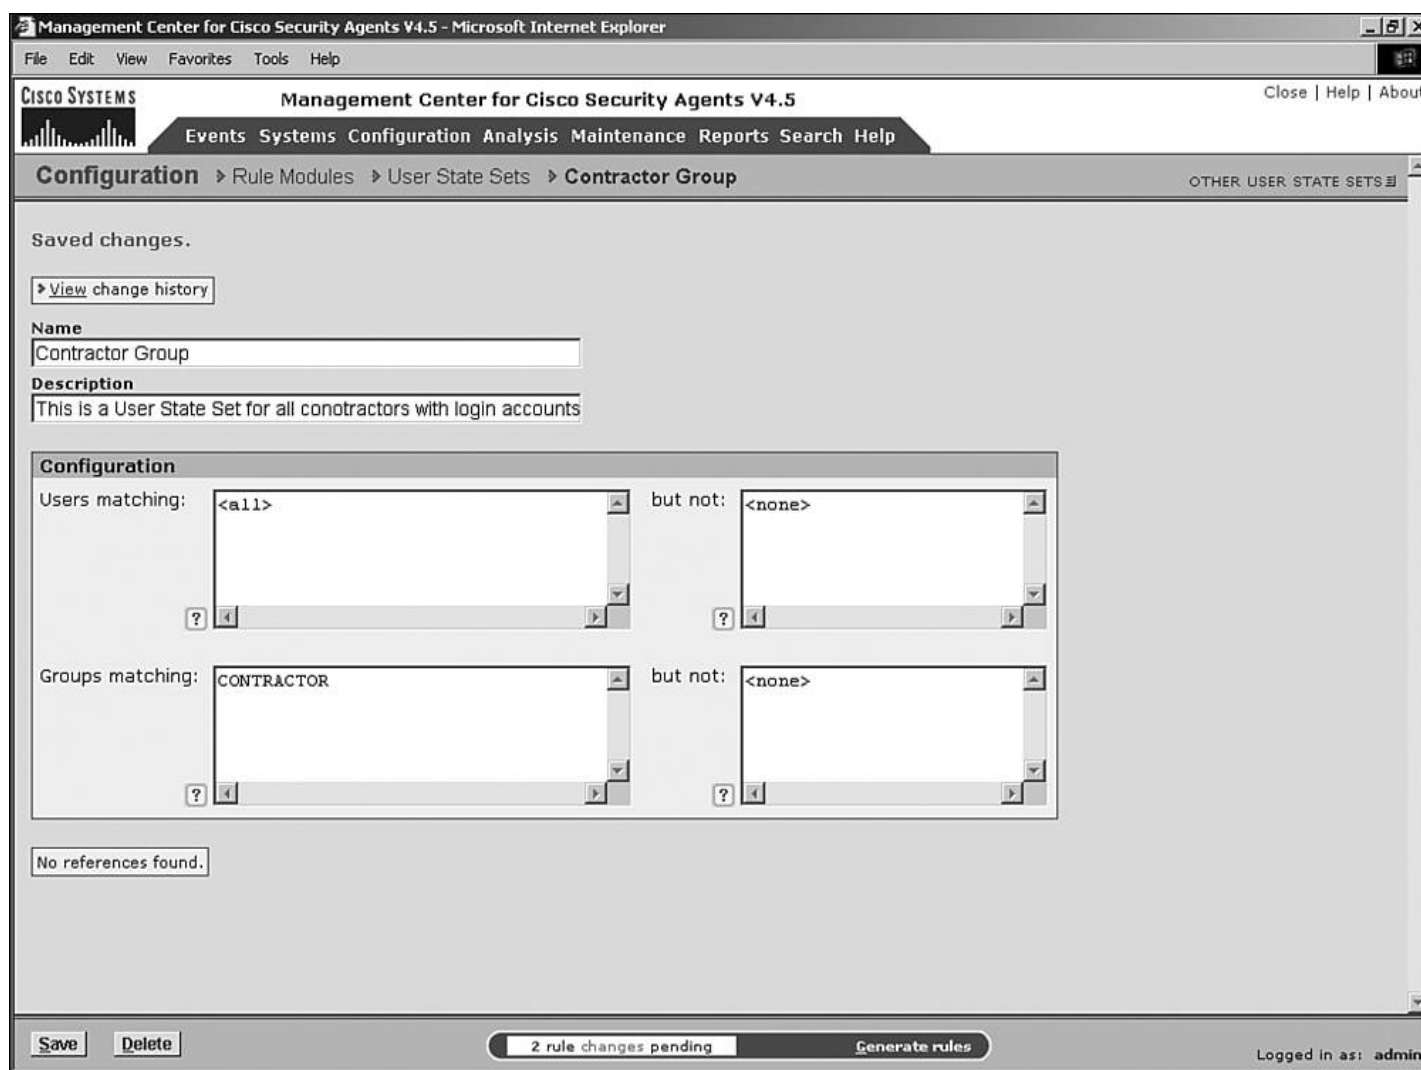 Management Center for Cisco Security Agents V4.5 - Microsoft Internet Explorer
File Edit View Favorites Tools Help
CISCO SYSTEMS
Management Center for Cisco Security Agents V4.5
Close | Help | About
Events Systems Configuration Analysis Maintenance Reports Search Help
Configuration Rule Modules User State Sets Contractor Group
OTHER USER STATE SETS
Saved changes.
View change history
Name
Contractor Group
Description
This is a User State Set for all conotractors with login accounts
Configuration
Users matching: <all> but not: <none>
? ?
Groups matching: CONTRACTOR but not: <none>
? ?
No references found.
Save Delete 2 rule changes pending Generate rules
Logged in as: admin